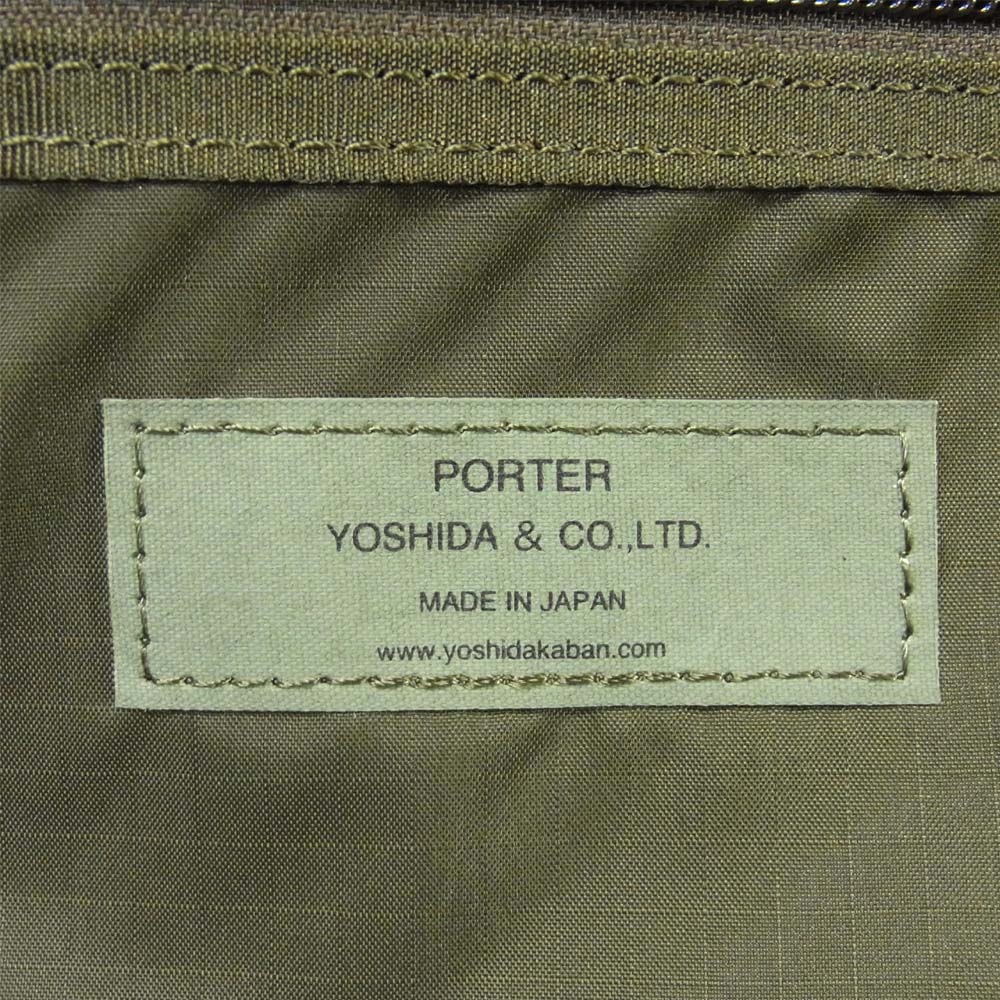 PORTER
YOSHIDA & CO.,LTD.
MADE IN JAPAN
www.yoshidakaban.com